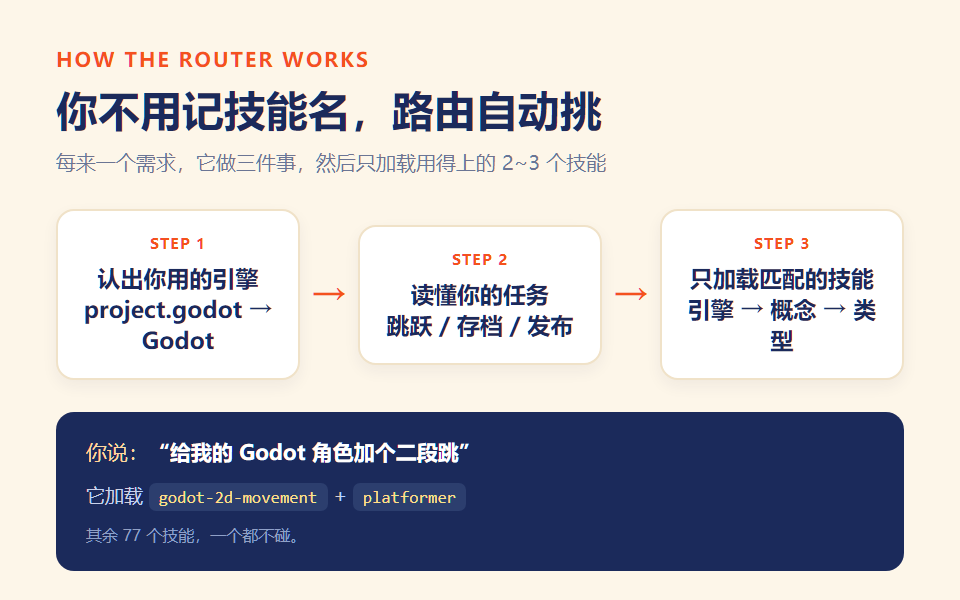 HOW THE ROUTER WORKS
你不用记技能名，路由自动挑
每来一个需求，它做三件事，然后只加载用得上的 2~3 个技能
STEP 1
认出你用的引擎
project.godot →
Godot
→
STEP 2
读懂你的任务
跳跃 / 存档 / 发布
→
STEP 3
只加载匹配的技能
引擎 → 概念 → 类
型
你说： “给我的 Godot 角色加个二段跳”
它加载 godot-2d-movement + platformer
其余 77 个技能，一个都不碰。